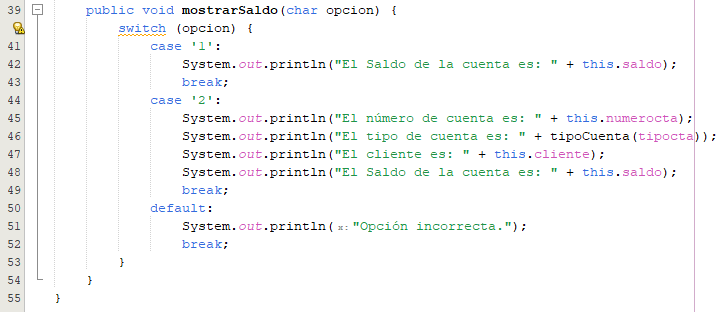 39 public void mostrarSaldo(char opcion) {
switch (opcion) {
41 case '1':
42 System.out.println("El Saldo de la cuenta es: " + this.saldo);
43 break;
44 case '2':
45 System.out.println("El número de cuenta es: " + this.numerocta);
46 System.out.println("El tipo de cuenta es: " + tipoCuenta(tipocta));
47 System.out.println("El cliente es: " + this.cliente);
48 System.out.println("El Saldo de la cuenta es: " + this.saldo);
49 break;
50 default:
51 System.out.println(x:"Opción incorrecta.");
52 break;
53 }
54 }
55 }